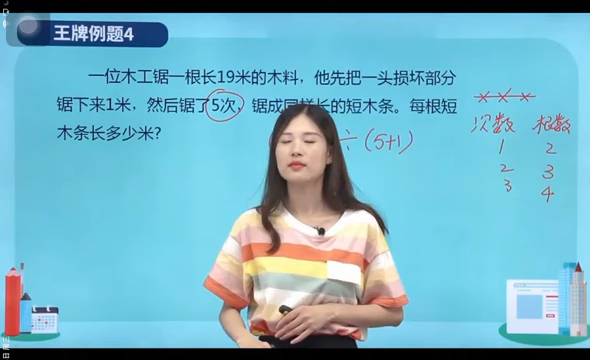 王牌例题4
一位木工锯一根长19米的木料，他先把一头损坏部分
锯下来1米，然后锯了5次，锯成同样长的短木条。每根短
木条长多少米?
÷(5+1)
次数 根数
1 2
2 3
3 4